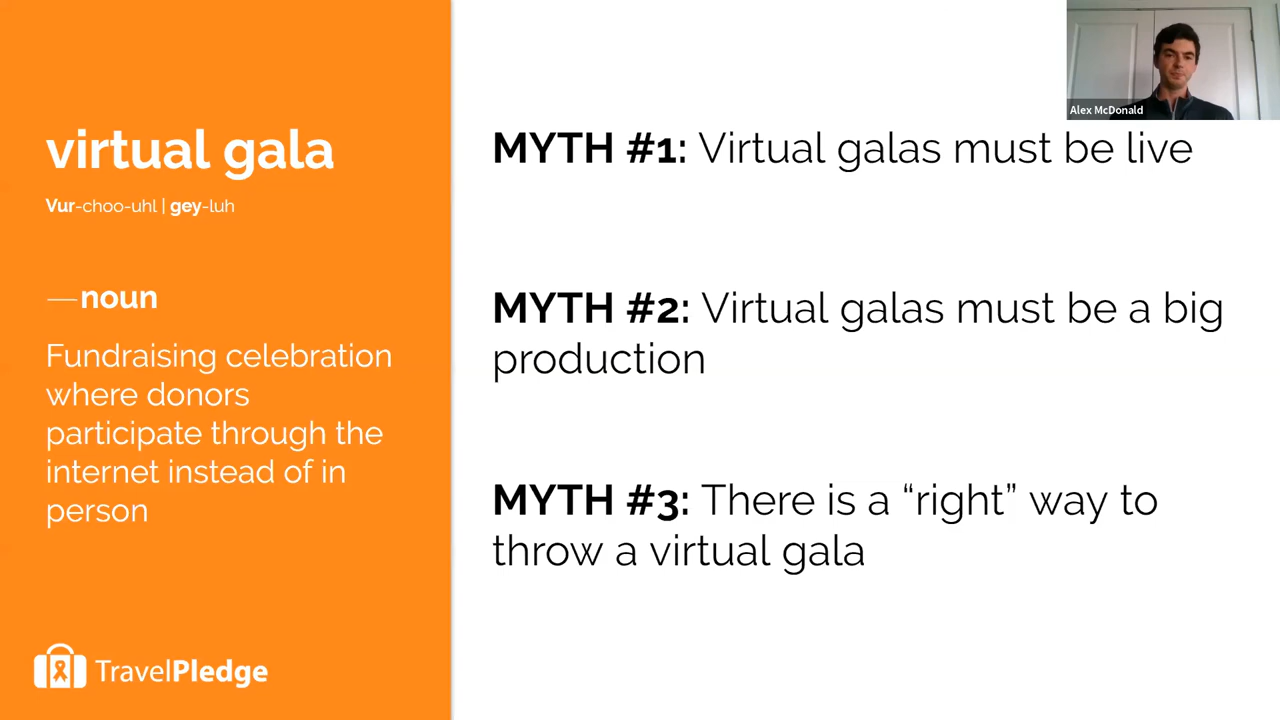 virtual gala
Vur-choo-uhl | gey-luh
—noun
Fundraising celebration
where donors
participate through the
internet instead of in
person
TravelPledge
MYTH #1: Virtual galas must be live
MYTH #2: Virtual galas must be a big
production
MYTH #3: There is a “right” way to
throw a virtual gala
Alex McDonald